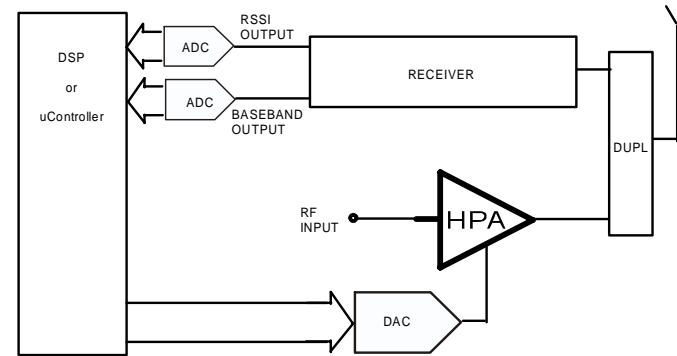 RSSI
OUTPUT
ADC
DSP
or
uController
RECEIVER
ADC
BASEBAND
OUTPUT
DUPL
RF
INPUT
HPA
DAC